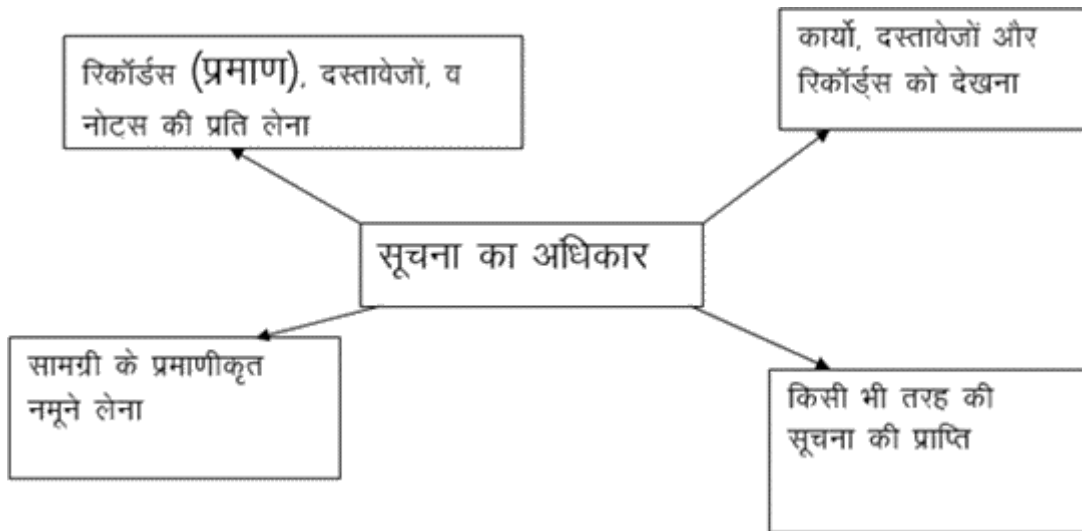 रिकॉर्डस (प्रमाण), दस्तावेजों, व
नोटस की प्रति लेना
कार्यो, दस्तावेजों और
रिकॉर्ड्स को देखना
सूचना का अधिकार
सामग्री के प्रमाणीकृत
नमूने लेना
किसी भी तरह की
सूचना की प्राप्ति